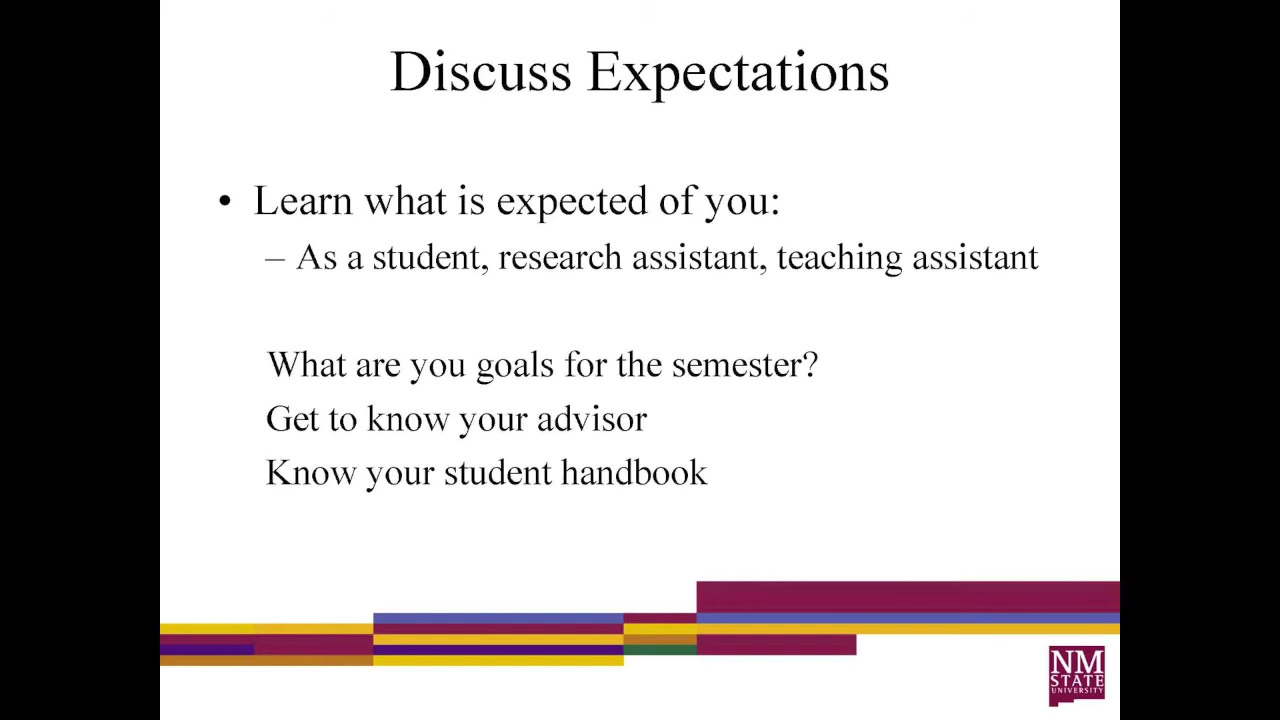 Discuss Expectations
• Learn what is expected of you:
– As a student, research assistant, teaching assistant
What are you goals for the semester?
Get to know your advisor
Know your student handbook
NM
STATE
UNIVERSITY